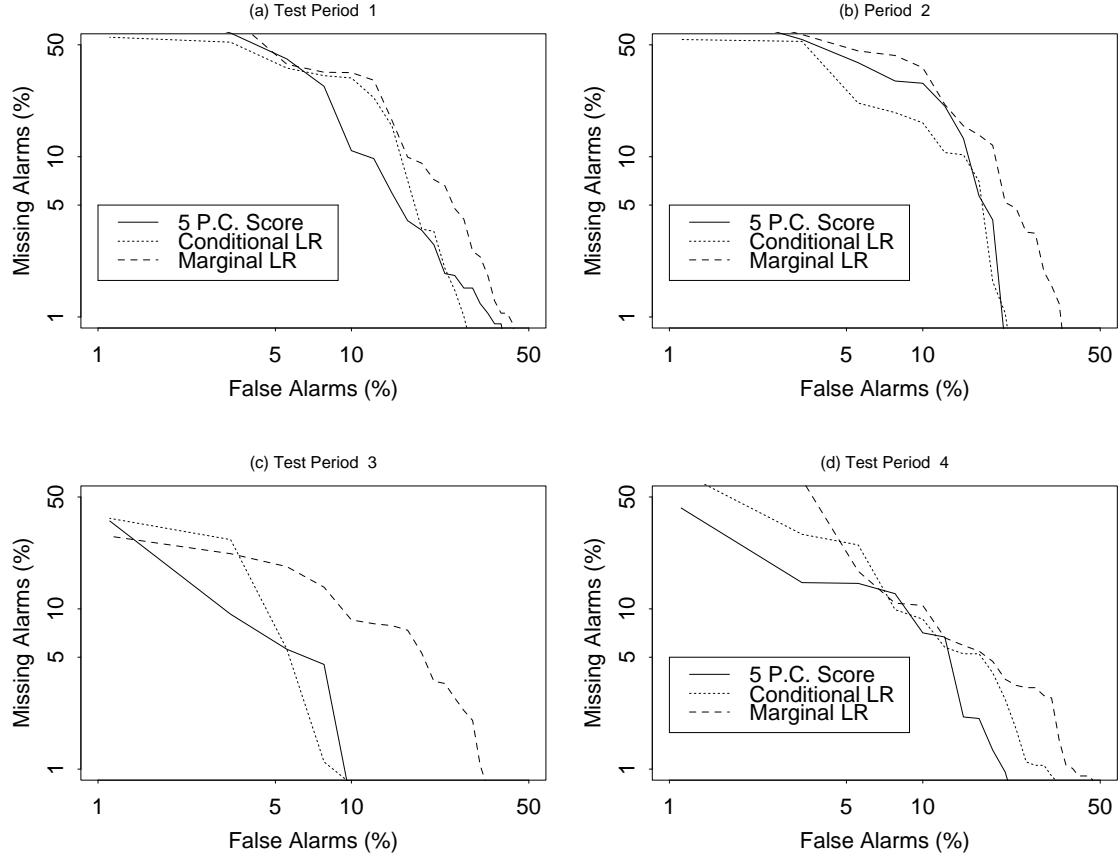 (a) Test Period 1
Missing Alarms (%)
50
10
5
1
5 P.C. Score
Conditional LR
Marginal LR
1
5
10
50
False Alarms (%)
(b) Period 2
Missing Alarms (%)
50
10
5
1
5 P.C. Score
Conditional LR
Marginal LR
1
5
10
50
False Alarms (%)
(c) Test Period 3
Missing Alarms (%)
50
10
5
1
1
5
10
50
False Alarms (%)
(d) Test Period 4
Missing Alarms (%)
50
10
5
1
5 P.C. Score
Conditional LR
Marginal LR
1
5
10
50
False Alarms (%)